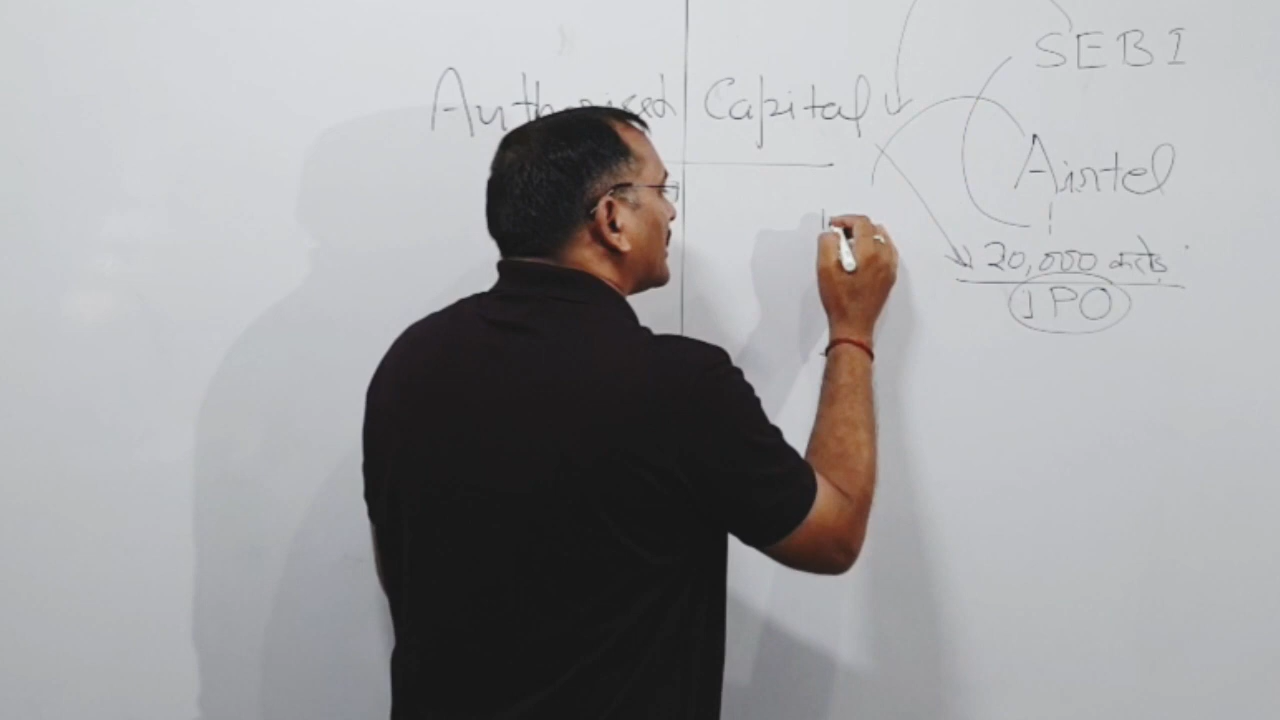 SEBI
Authorised Capital
Airtel
20,000 करोड़
IPO